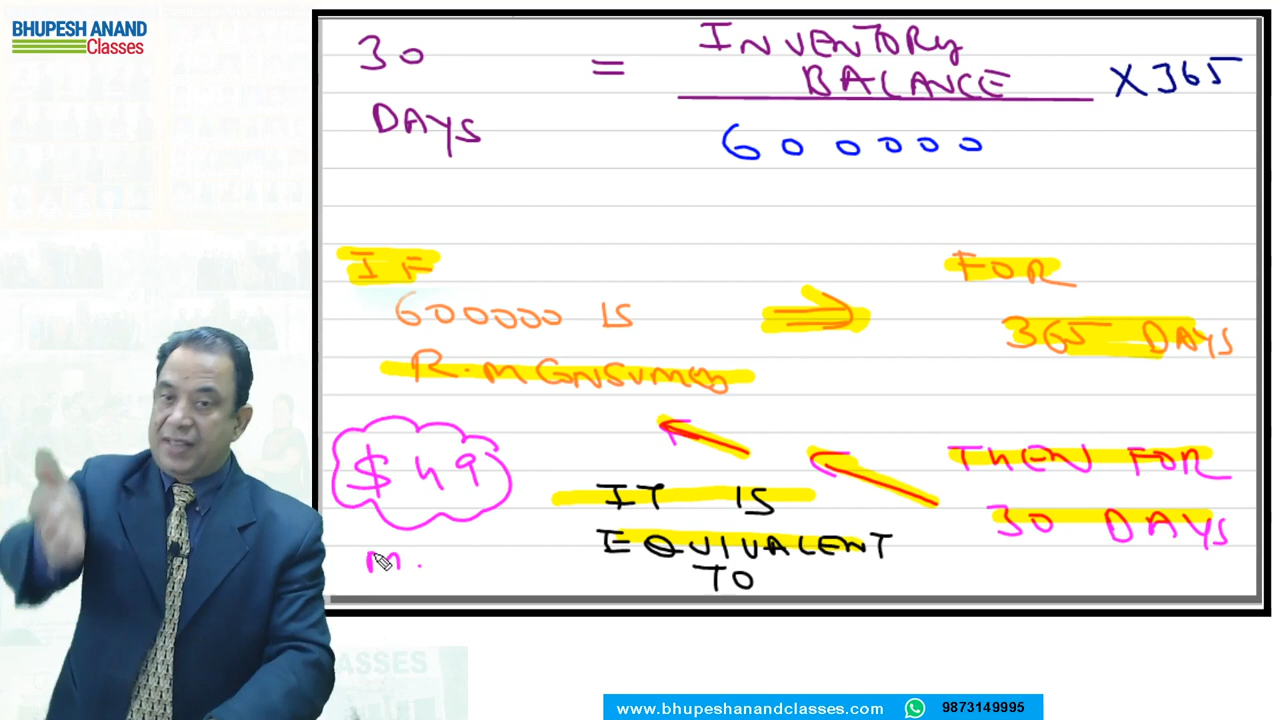 BHUPESH ANAND
Classes
30
DAYS
=
INVENTORY
BALANCE
X 365
600000
IF
600000 IS
R.M CONSUMED
⇒
FOR
365 DAYS
THEN FOR
30 DAYS
IT IS
EQUIVALENT
TO
$ 49
M.
www.bhupeshanandclasses.com
9873149995